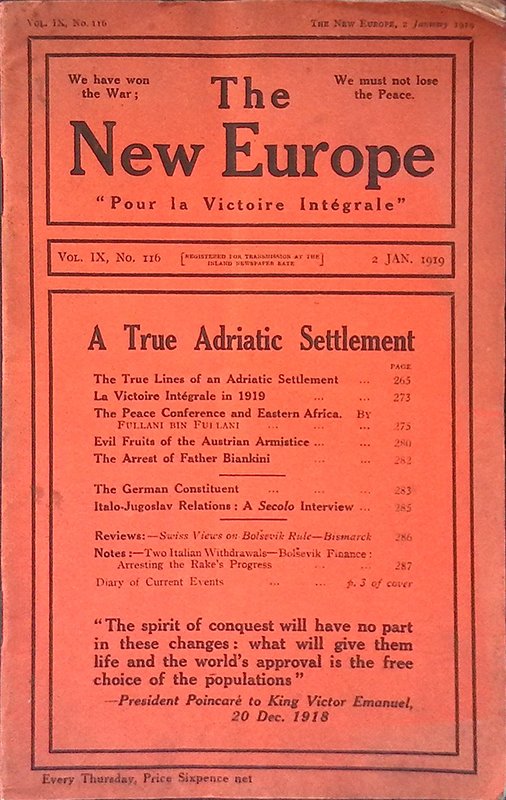 Vol. IX, No. 116 The New Europe, 2 January 1919
We have won
the War;
The
We must not lose
the Peace.
New Europe
"Pour la Victoire Intégrale"
Vol. IX, No. 116 [REGISTERED FOR TRANSMISSION AT THE
INLAND NEWSPAPER RATE] 2 JAN. 1919
A True Adriatic Settlement
PAGE
The True Lines of an Adriatic Settlement ... 265
La Victoire Intégrale in 1919 ... ... 273
The Peace Conference and Eastern Africa. By
Fullani bin Fullani ... ... ... 275
Evil Fruits of the Austrian Armistice ... ... 280
The Arrest of Father Biankini ... ... 282
The German Constituent ... ... ... 283
Italo-Jugoslav Relations: A Secolo Interview ... 285
Reviews:—Swiss Views on Bolševik Rule—Bismarck 286
Notes:—Two Italian Withdrawals—Bolševik Finance:
Arresting the Rake's Progress ... ... 287
Diary of Current Events ... ... p. 3 of cover
"The spirit of conquest will have no part
in these changes: what will give them
life and the world's approval is the free
choice of the populations"
—President Poincaré to King Victor Emanuel,
20 Dec. 1918
Every Thursday, Price Sixpence net